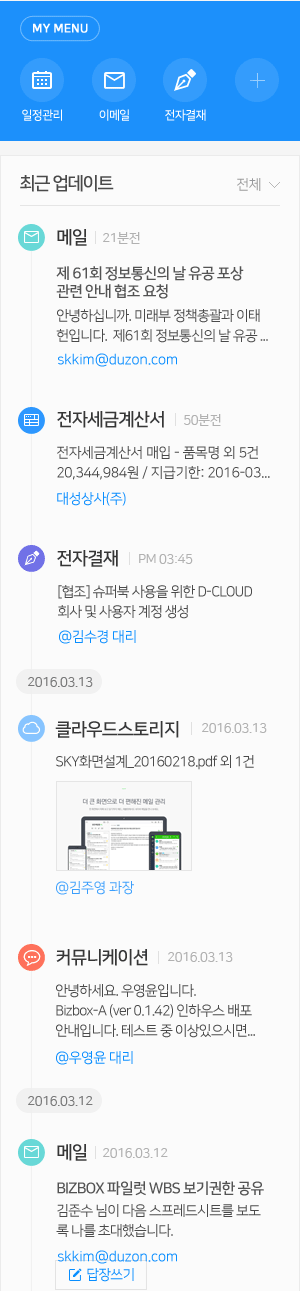 MY MENU
일정관리
이메일
전자결재
최근 업데이트
전체
메일
21분전
제 61회 정보통신의 날 유공 포상
관련 안내 협조 요청
안녕하십니까. 미래부 정책총괄과 이태
헌입니다. 제61회 정보통신의 날 유공 ...
skkim@duzon.com
전자세금계산서
50분전
전자세금계산서 매입 - 품목명 외 5건
20,344,984원 / 지급기한: 2016-03...
대성상사(주)
전자결재
PM 03:45
[협조] 슈퍼북 사용을 위한 D-CLOUD
회사 및 사용자 계정 생성
@김수경 대리
2016.03.13
클라우드스토리지
2016.03.13
SKY화면설계_20160218.pdf 외 1건
더 큰 화면으로 더 편해진 메일 관리
@김주영 과장
커뮤니케이션
2016.03.13
안녕하세요. 우영윤입니다.
Bizbox-A (ver 0.1.42) 인하우스 배포
안내입니다. 테스트 중 이상있으시면...
@우영윤 대리
2016.03.12
메일
2016.03.12
BIZBOX 파일럿 WBS 보기권한 공유
김준수 님이 다음 스프레드시트를 보도
록 나를 초대했습니다.
skkim@duzon.com
답장쓰기